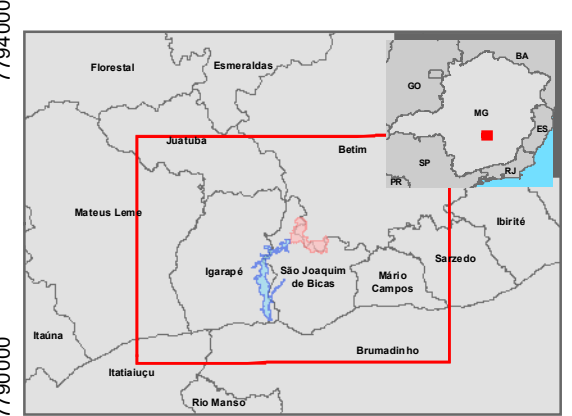 7794000
BA
GO
Florestal
Esmeraldas
MG
ES
Juatuba
Betim
SP
RJ
PR
Mateus Leme
Ibirité
Sarzedo
Igarapé
São Joaquim
de Bicas
Mário
Campos
7790000
Itaúna
Brumadinho
Itatiaiuçu
Rio Manso